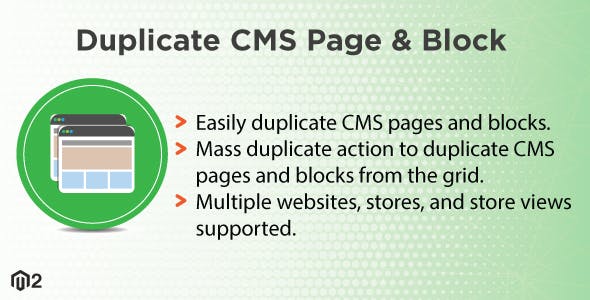 Duplicate CMS Page & Block
Easily duplicate CMS pages and blocks.
Mass duplicate action to duplicate CMS
pages and blocks from the grid.
Multiple websites, stores, and store views
supported.
2